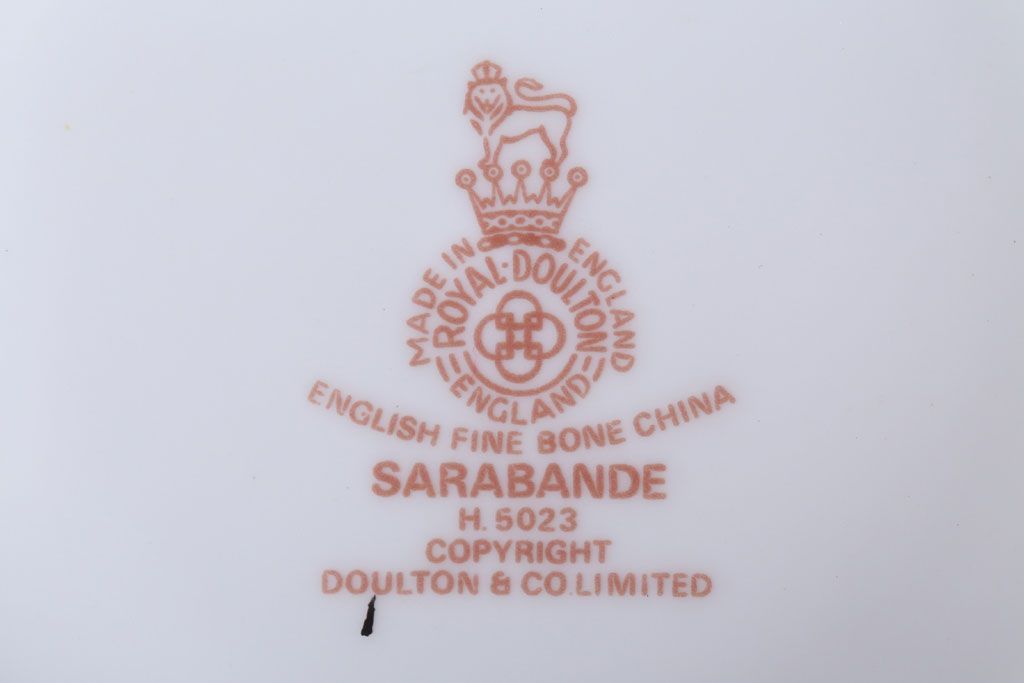 MADE IN ENGLAND
ROYAL·DOULTON
ENGLAND
ENGLISH FINE BONE CHINA
SARABANDE
H. 5023
COPYRIGHT
DOULTON & CO.LIMITED